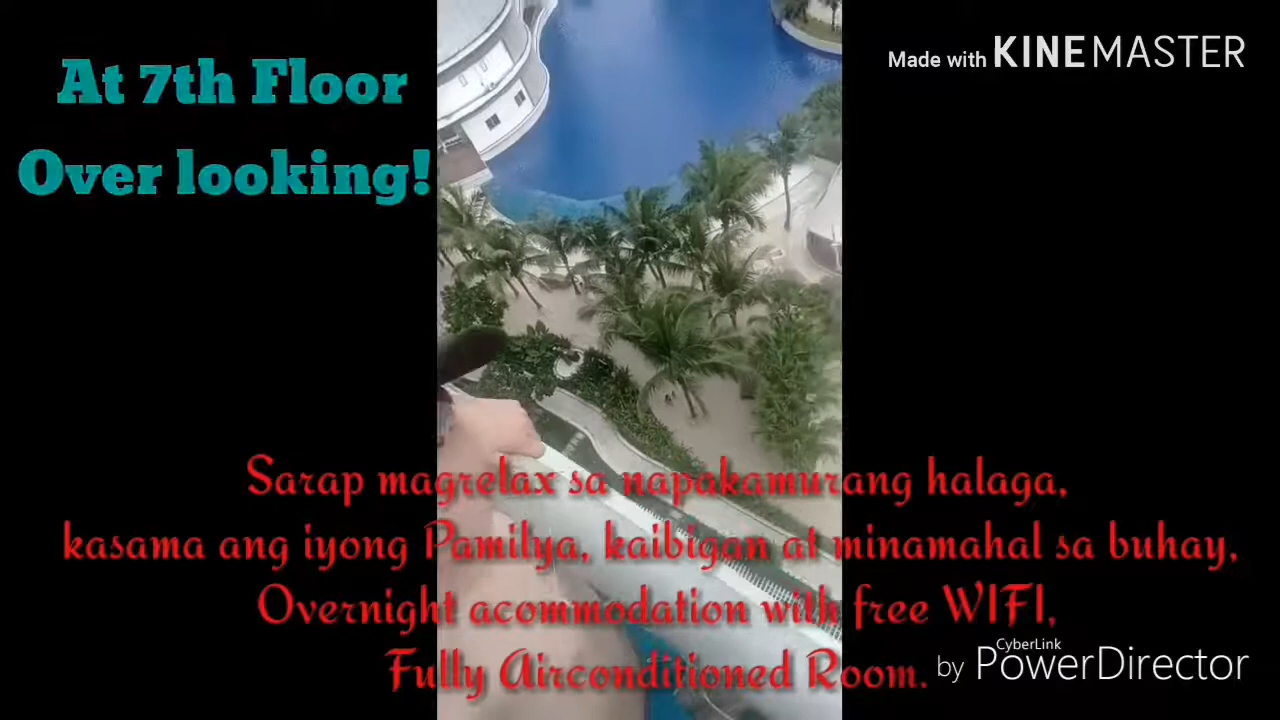 At 7th Floor
Over looking!
Made with KINEMASTER
Sarap magrelax sa napakamurang halaga,
kasama ang iyong Pamilya, kaibigan at minamahal sa buhay,
Overnight acommodation with free WIFI,
Fully Airconditioned Room.
CyberLink
by PowerDirector